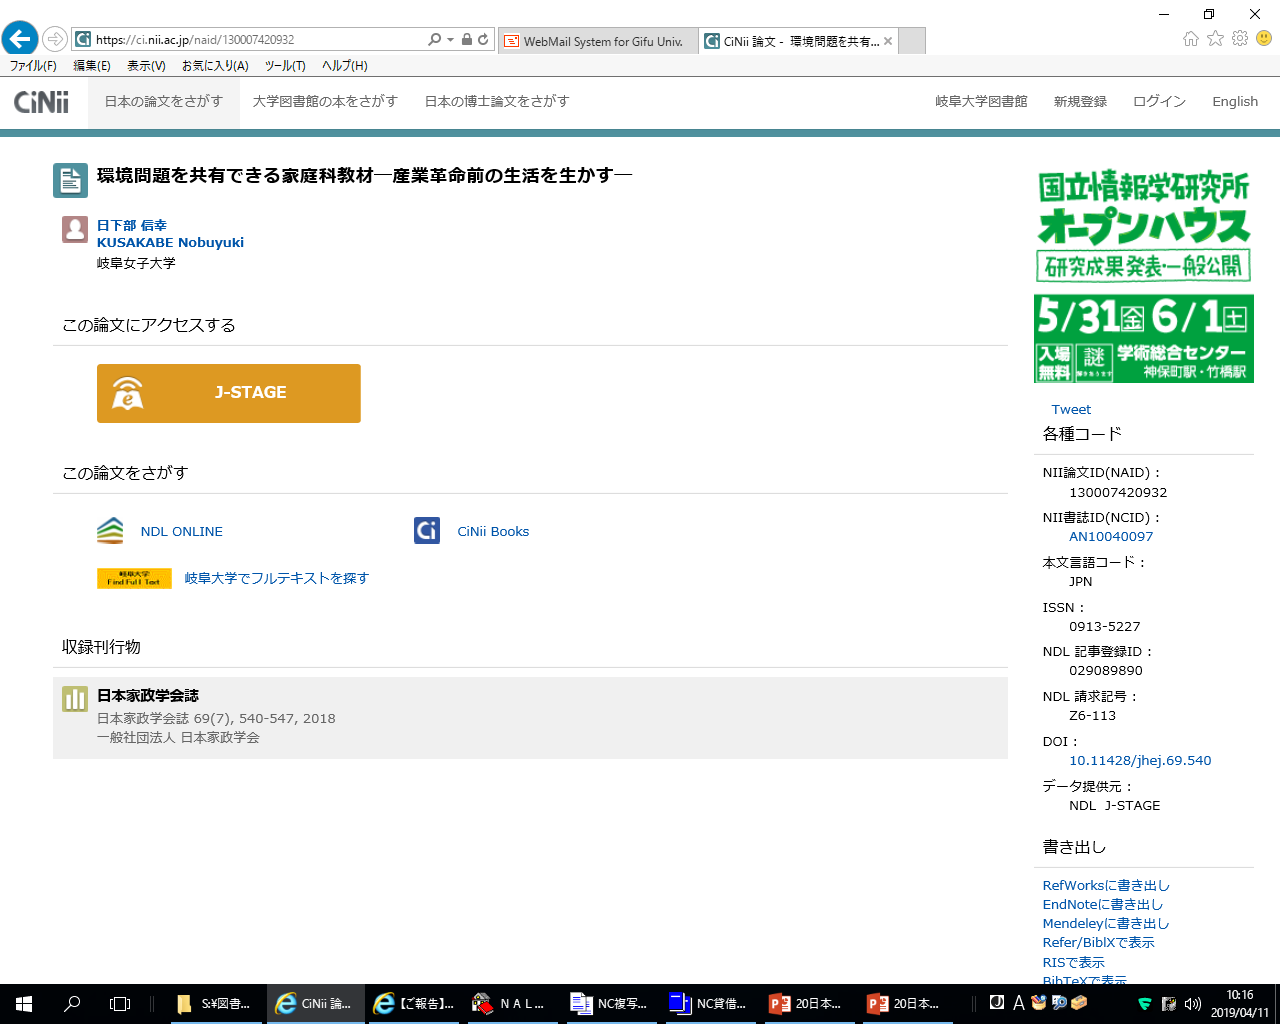 https://ci.nii.ac.jp/naid/130007420932
WebMail System for Gifu Univ.
CiNii 論文 - 環境問題を共有...
ファイル(F) 編集(E) 表示(V) お気に入り(A) ツール(T) ヘルプ(H)
CiNii 日本の論文をさがす 大学図書館の本をさがす 日本の博士論文をさがす 岐阜大学図書館 新規登録 ログイン English
環境問題を共有できる家庭科教材―産業革命前の生活を生かす―
日下部 信幸
KUSAKABE Nobuyuki
岐阜女子大学
この論文にアクセスする
J-STAGE
この論文をさがす
NDL ONLINE
CiNii Books
岐阜大学 Find Full Text
岐阜大学でフルテキストを探す
収録刊行物
日本家政学会誌
日本家政学会誌 69(7), 540-547, 2018
一般社団法人 日本家政学会
国立情報学研究所
オープンハウス
研究成果発表・一般公開
5/31金 6/1土
入場無料
謎
学術総合センター
神保町駅・竹橋駅
Tweet
各種コード
NII論文ID(NAID) :
130007420932
NII書誌ID(NCID) :
AN10040097
本文言語コード :
JPN
ISSN :
0913-5227
NDL 記事登録ID :
029089890
NDL 請求記号 :
Z6-113
DOI :
10.11428/jhej.69.540
データ提供元 :
NDL J-STAGE
書き出し
RefWorksに書き出し
EndNoteに書き出し
Mendeleyに書き出し
Refer/BiblXで表示
RISで表示
BibTeXで表示
S:¥図書...
CiNii 論...
【ご報告】...
ＮＡＬ...
NC複写...
NC貸借...
20日本...
20日本...
A
10:16
2019/04/11